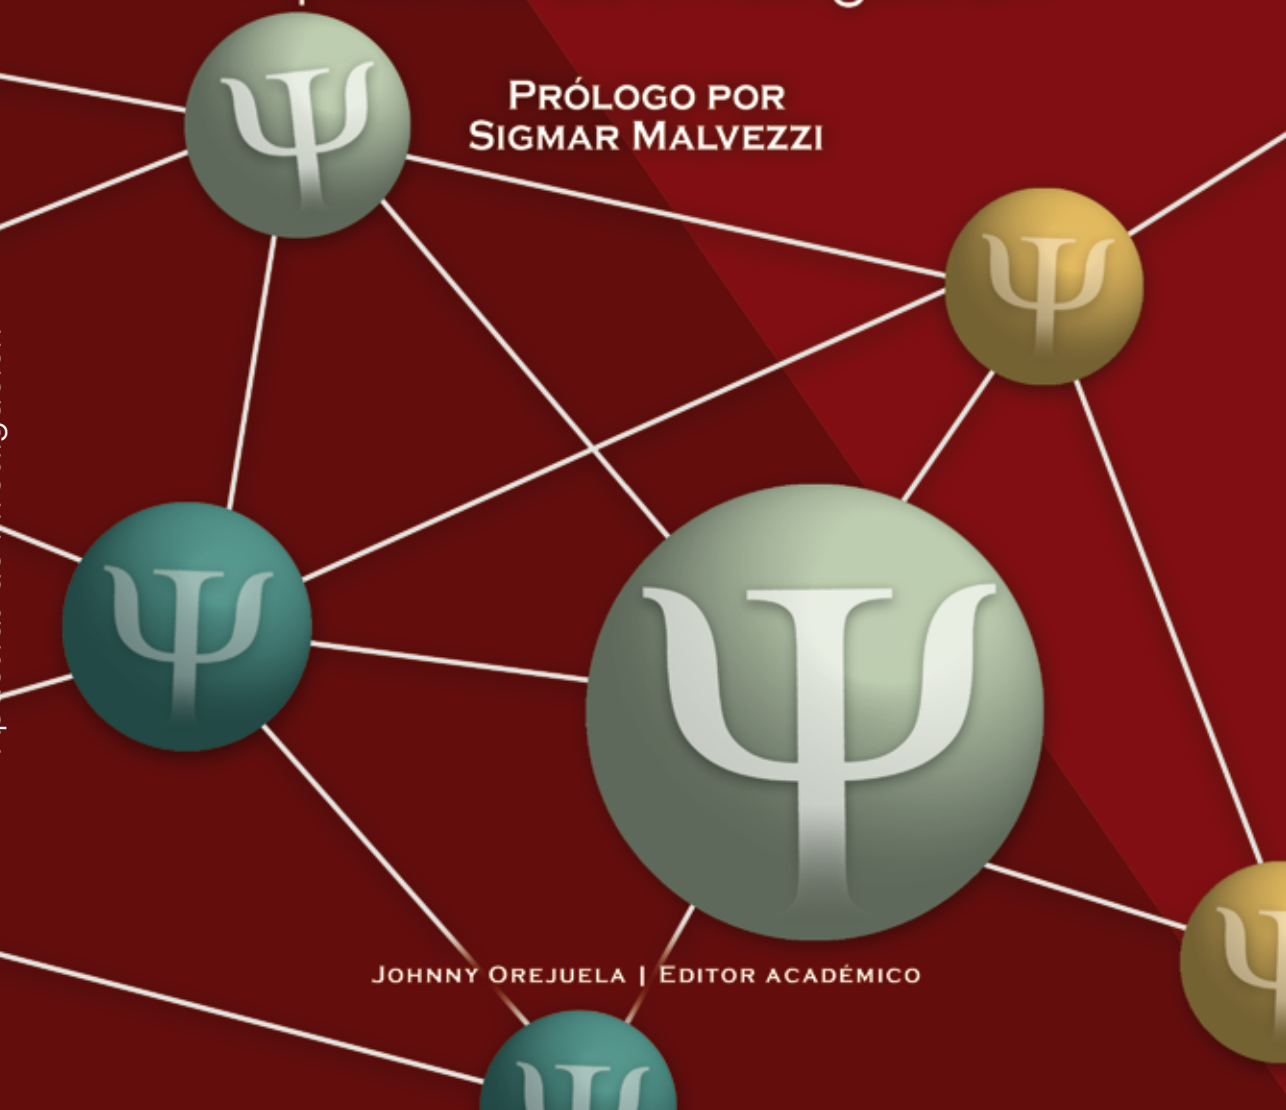 PRÓLOGO POR
SIGMAR MALVEZZI
Ψ
Ψ
Ψ
Ψ
Ψ
Ψ
JOHNNY OREJUELA | EDITOR ACADÉMICO